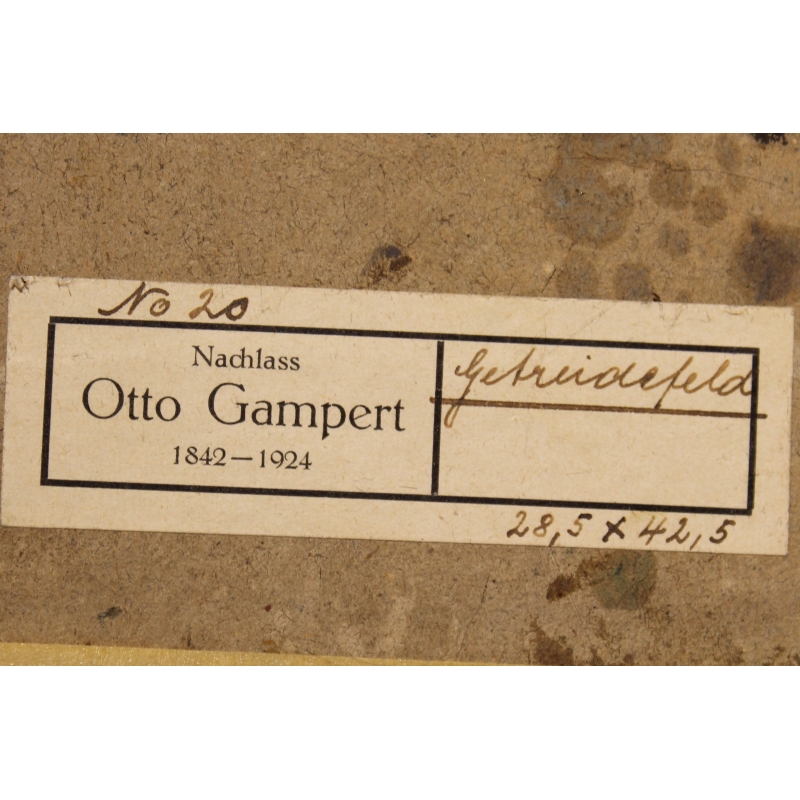 No 20
Nachlass
Otto Gampert
1842—1924
Getreidefeld
28,5 x 42,5